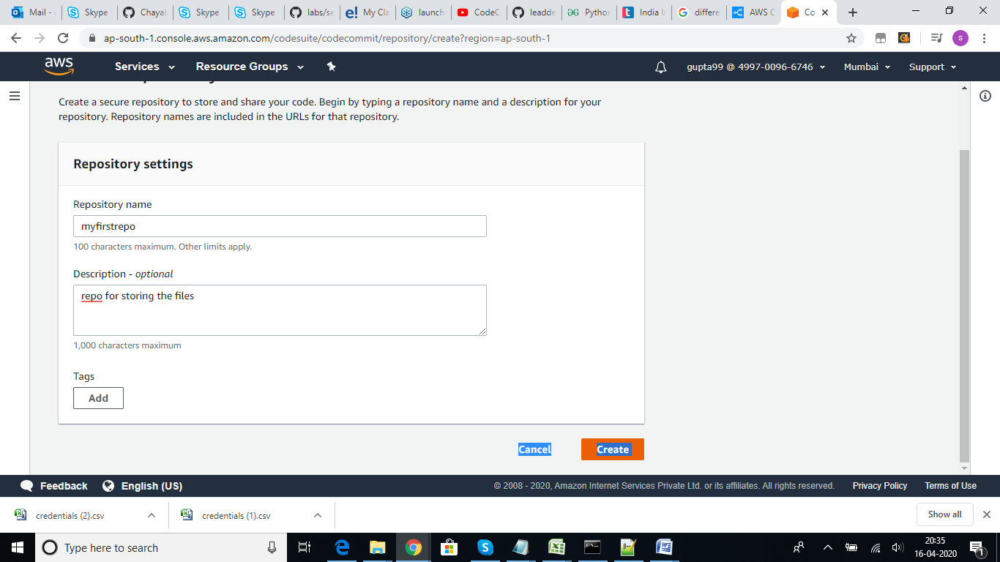 Mail -
Skype
Chayab
Skype
Skype
labs/se
e! My Cla
launch
CodeC
leadde
Python
t India
G differe
AWS C
Co
ap-south-1.console.aws.amazon.com/codesuite/codecommit/repository/create?region=ap-south-1
s
aws
Services
Resource Groups
gupta99 @ 4997-0096-6746
Mumbai
Support
Create a secure repository to store and share your code. Begin by typing a repository name and a description for your
repository. Repository names are included in the URLs for that repository.
Repository settings
Repository name
myfirstrepo
100 characters maximum. Other limits apply.
Description - optional
repo for storing the files
1,000 characters maximum
Tags
Add
Cancel
Create
Feedback
English (US)
© 2008 - 2020, Amazon Internet Services Private Ltd. or its affiliates. All rights reserved.
Privacy Policy
Terms of Use
credentials (2).csv
credentials (1).csv
Show all
Type here to search
20:35
16-04-2020
1